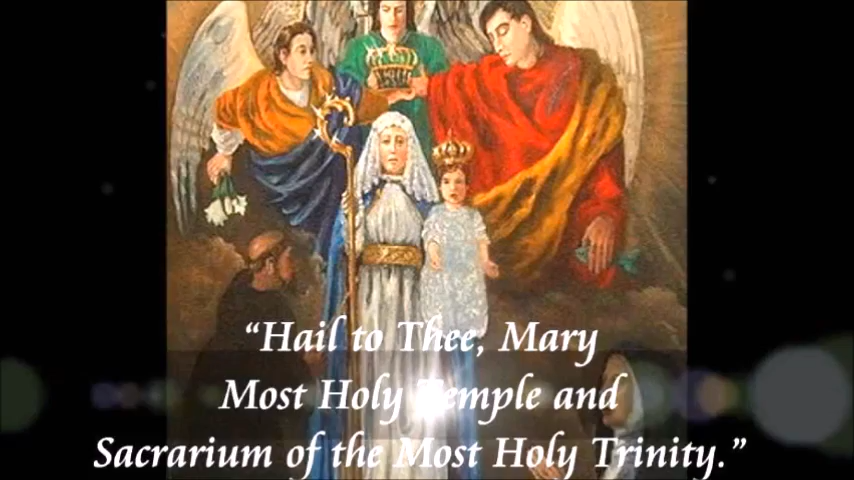 “Hail to Thee, Mary
Most Holy Temple and
Sacrarium of the Most Holy Trinity.”